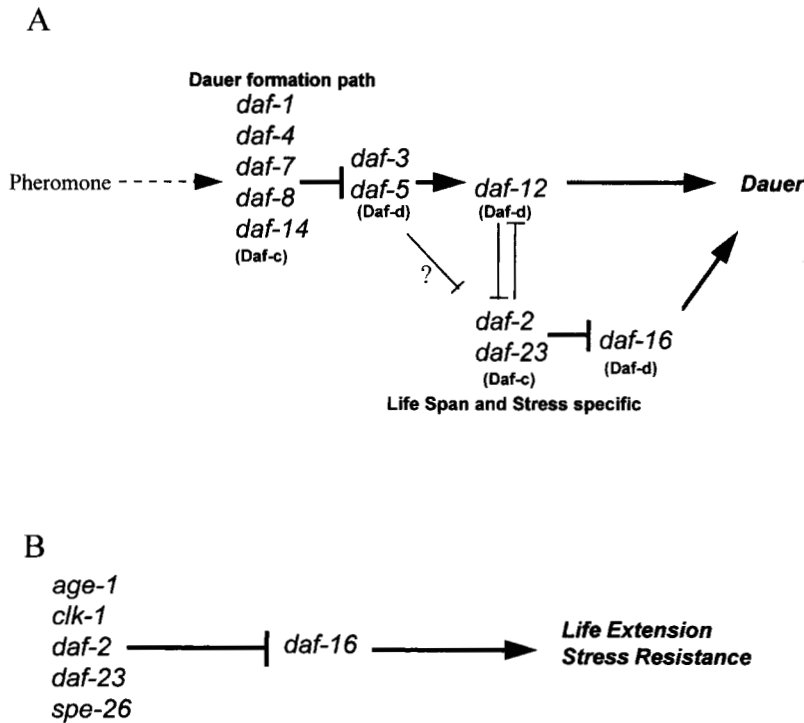 A
Dauer formation path
daf-1
daf-4
daf-7
daf-8
daf-14
(Daf-c)
Pheromone
daf-3
daf-5
(Daf-d)
daf-12
(Daf-d)
Dauer
?
daf-2
daf-23
(Daf-c)
daf-16
(Daf-d)
Life Span and Stress specific
B
age-1
clk-1
daf-2
daf-23
spe-26
daf-16
Life Extension
Stress Resistance